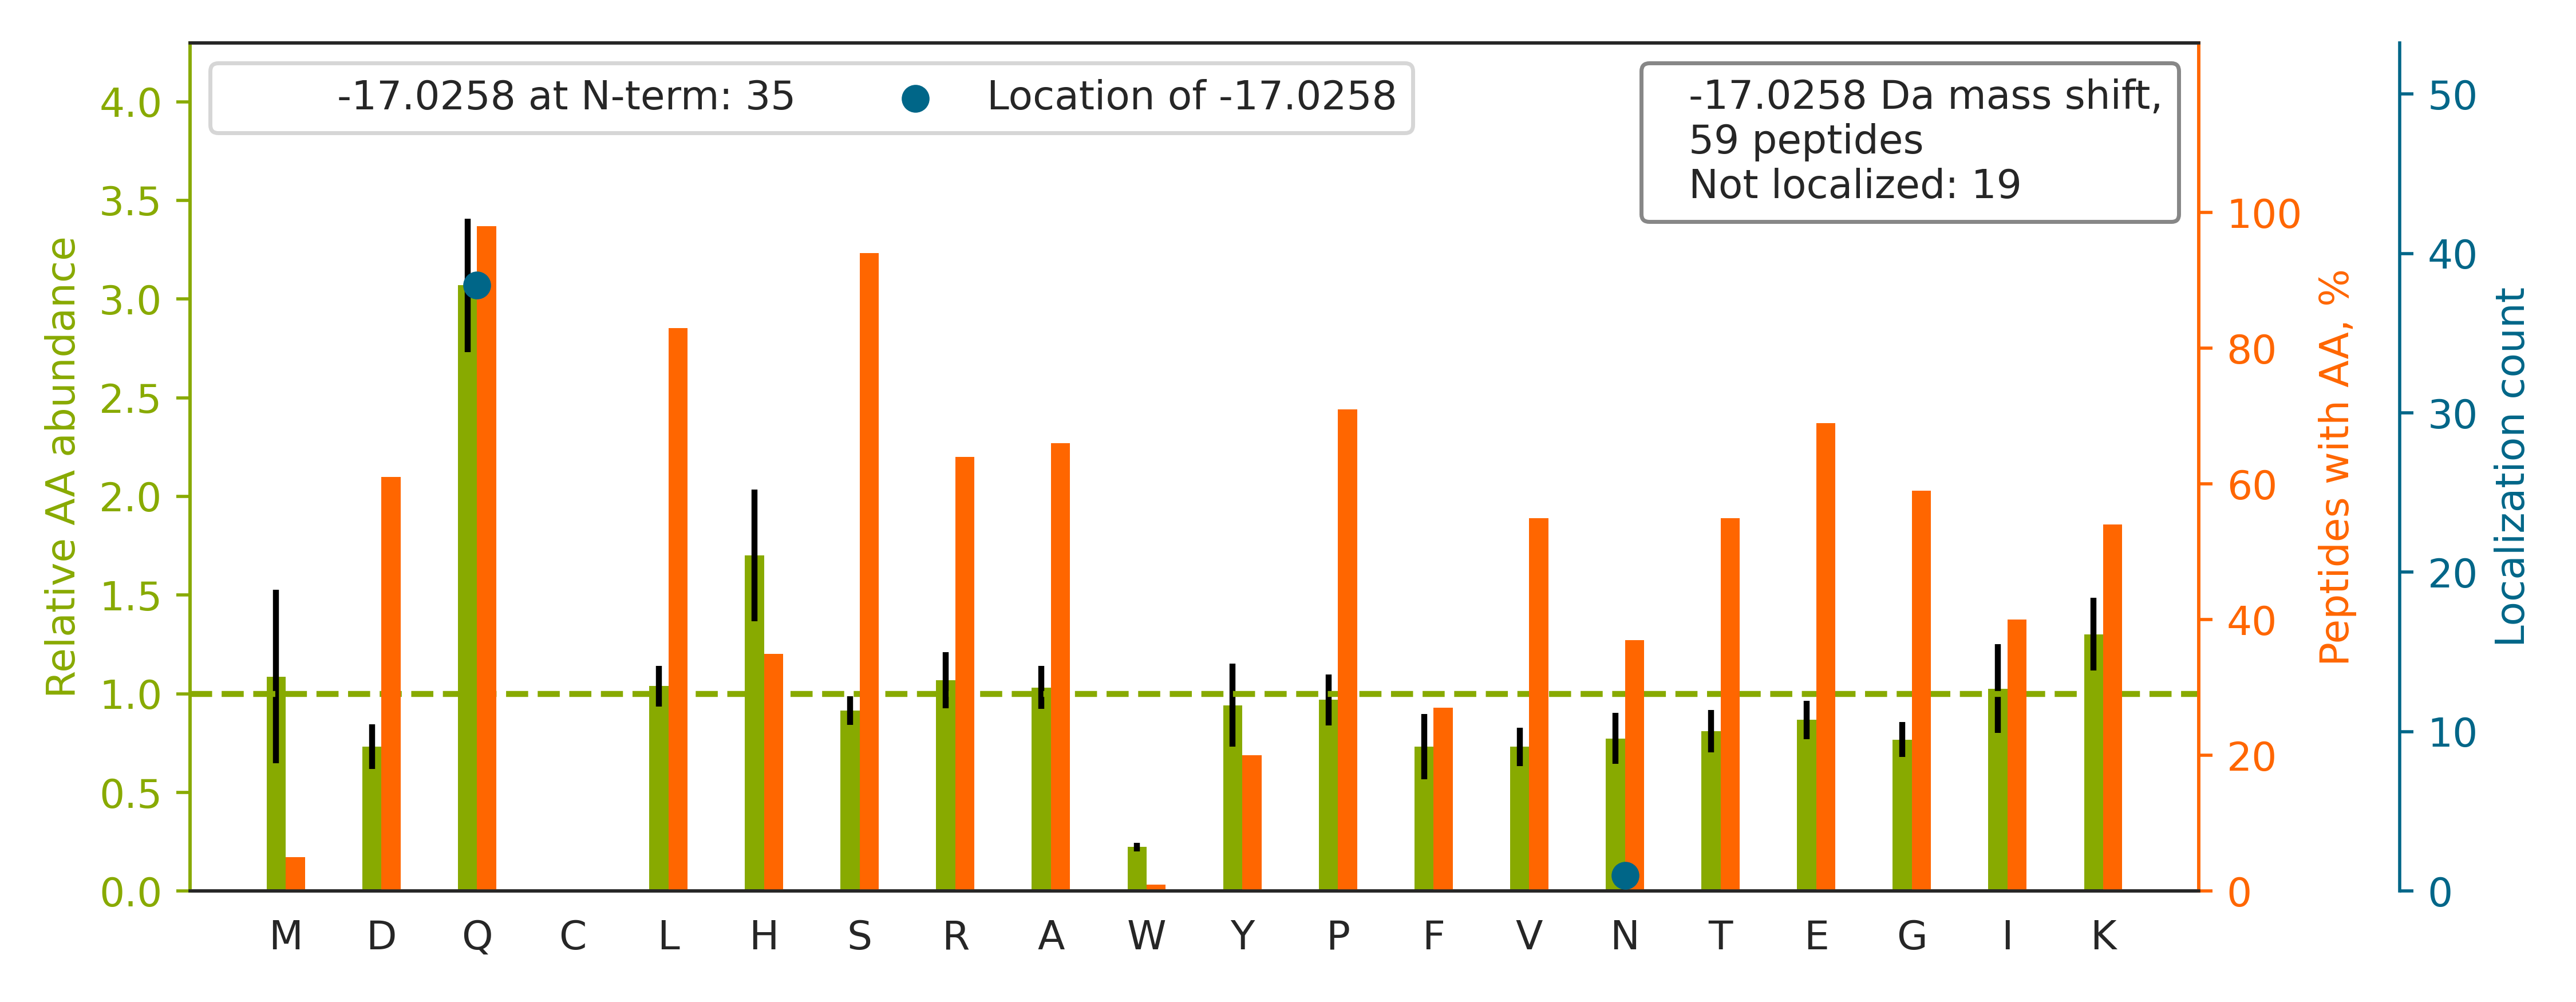 -17.0258 at N-term: 35
Location of -17.0258
-17.0258 Da mass shift,
59 peptides
Not localized: 19
Relative AA abundance
4.0
3.5
3.0
2.5
2.0
1.5
1.0
0.5
0.0
M D Q C L H S R A W Y P F V N T E G I K
100
80
60
40
20
0
Peptides with AA, %
50
40
30
20
10
0
Localization count